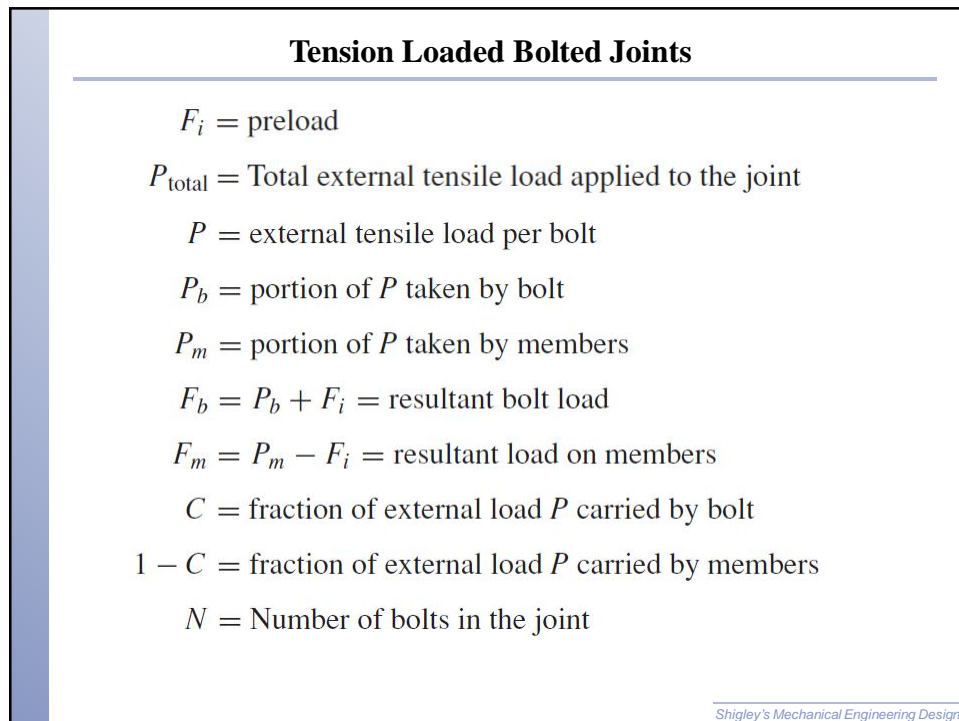 Tension Loaded Bolted Joints
Fᵢ = preload
P_total = Total external tensile load applied to the joint
P = external tensile load per bolt
P_b = portion of P taken by bolt
P_m = portion of P taken by members
F_b = P_b + Fᵢ = resultant bolt load
F_m = P_m − Fᵢ = resultant load on members
C = fraction of external load P carried by bolt
1 − C = fraction of external load P carried by members
N = Number of bolts in the joint
Shigley's Mechanical Engineering Design